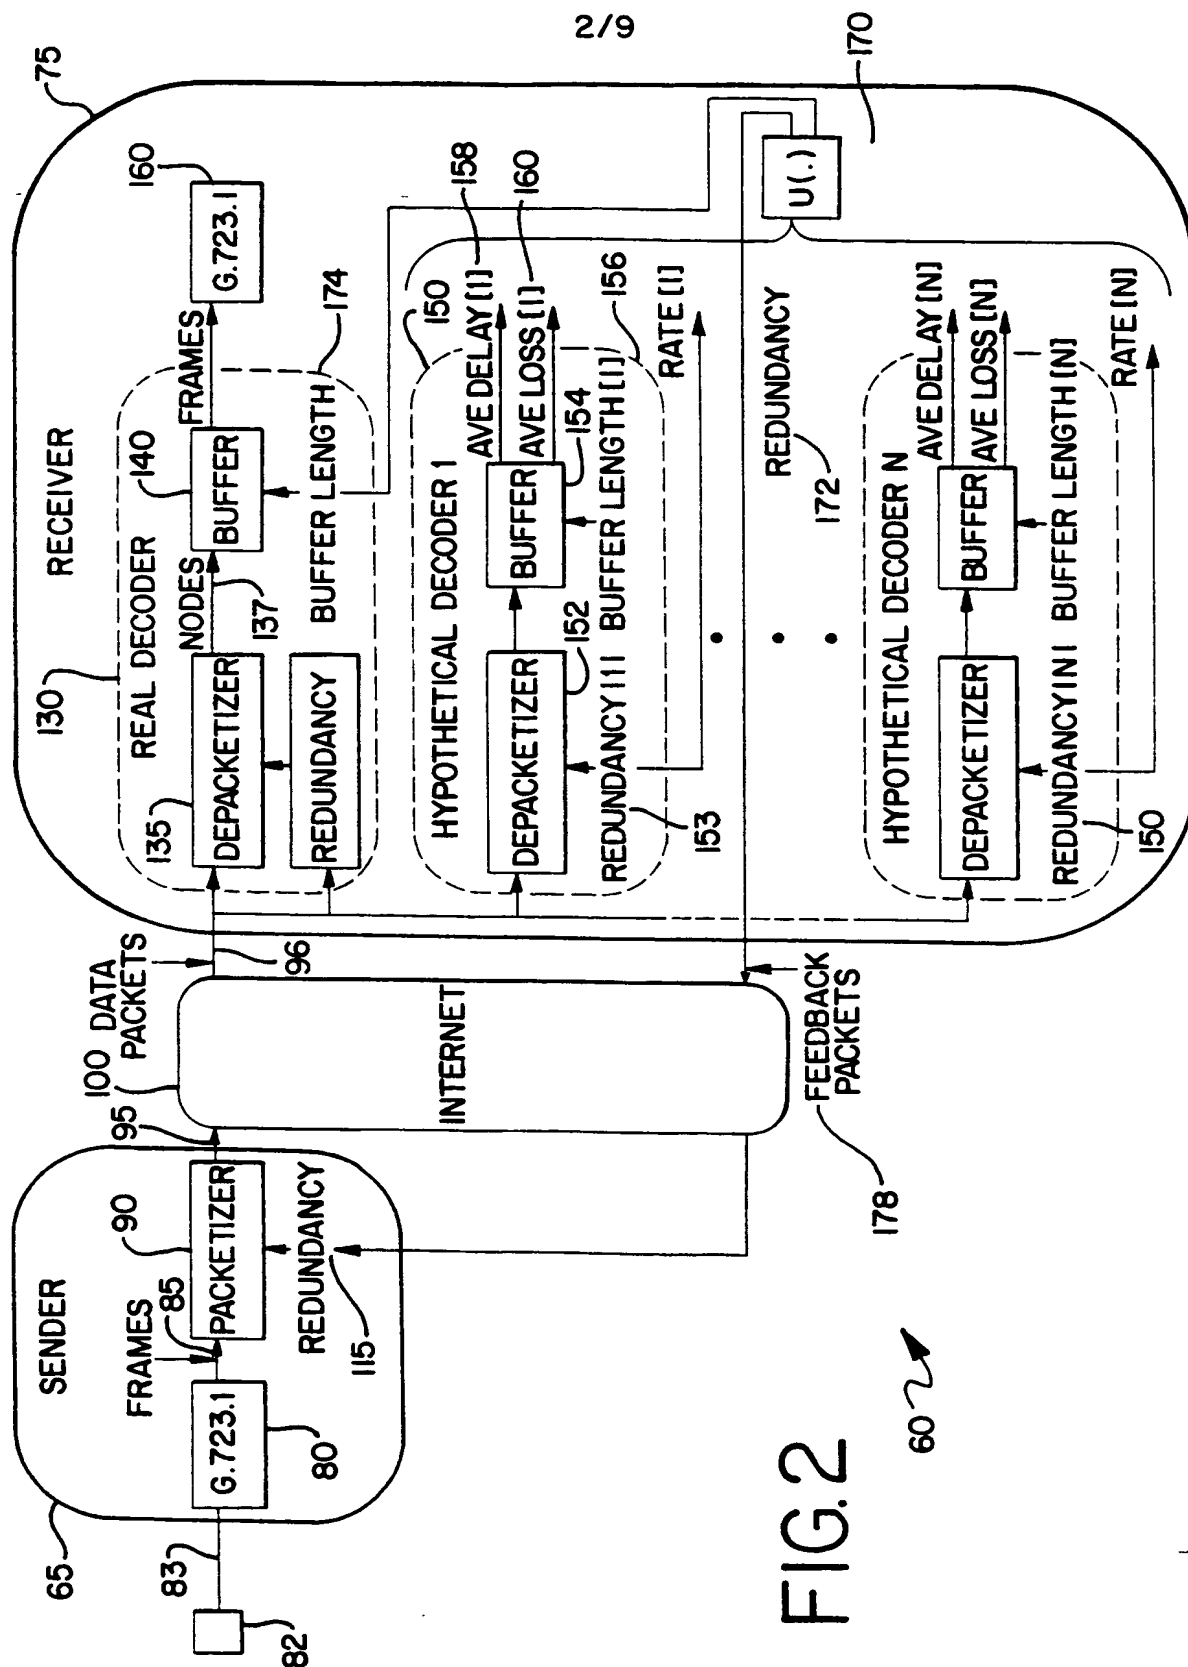 2/9
75
RECEIVER
130
REAL DECODER
135
DEPACKETIZER
NODES
137
140
BUFFER
FRAMES
160
G.723.1
REDUNDANCY
BUFFER LENGTH
174
HYPOTHETICAL DECODER 1
150
DEPACKETIZER
152
BUFFER
154
AVE DELAY [1]
158
AVE LOSS [1]
160
REDUNDANCY[1]
153
BUFFER LENGTH [1]
156
RATE [1]
U(.)
170
REDUNDANCY
172
HYPOTHETICAL DECODER N
DEPACKETIZER
BUFFER
AVE DELAY [N]
AVE LOSS [N]
REDUNDANCY[N]
150
BUFFER LENGTH [N]
RATE [N]
100
DATA
PACKETS
96
INTERNET
FEEDBACK
PACKETS
178
SENDER
65
FRAMES
85
90
PACKETIZER
95
G.723.1
80
REDUNDANCY
115
83
82
60
FIG. 2